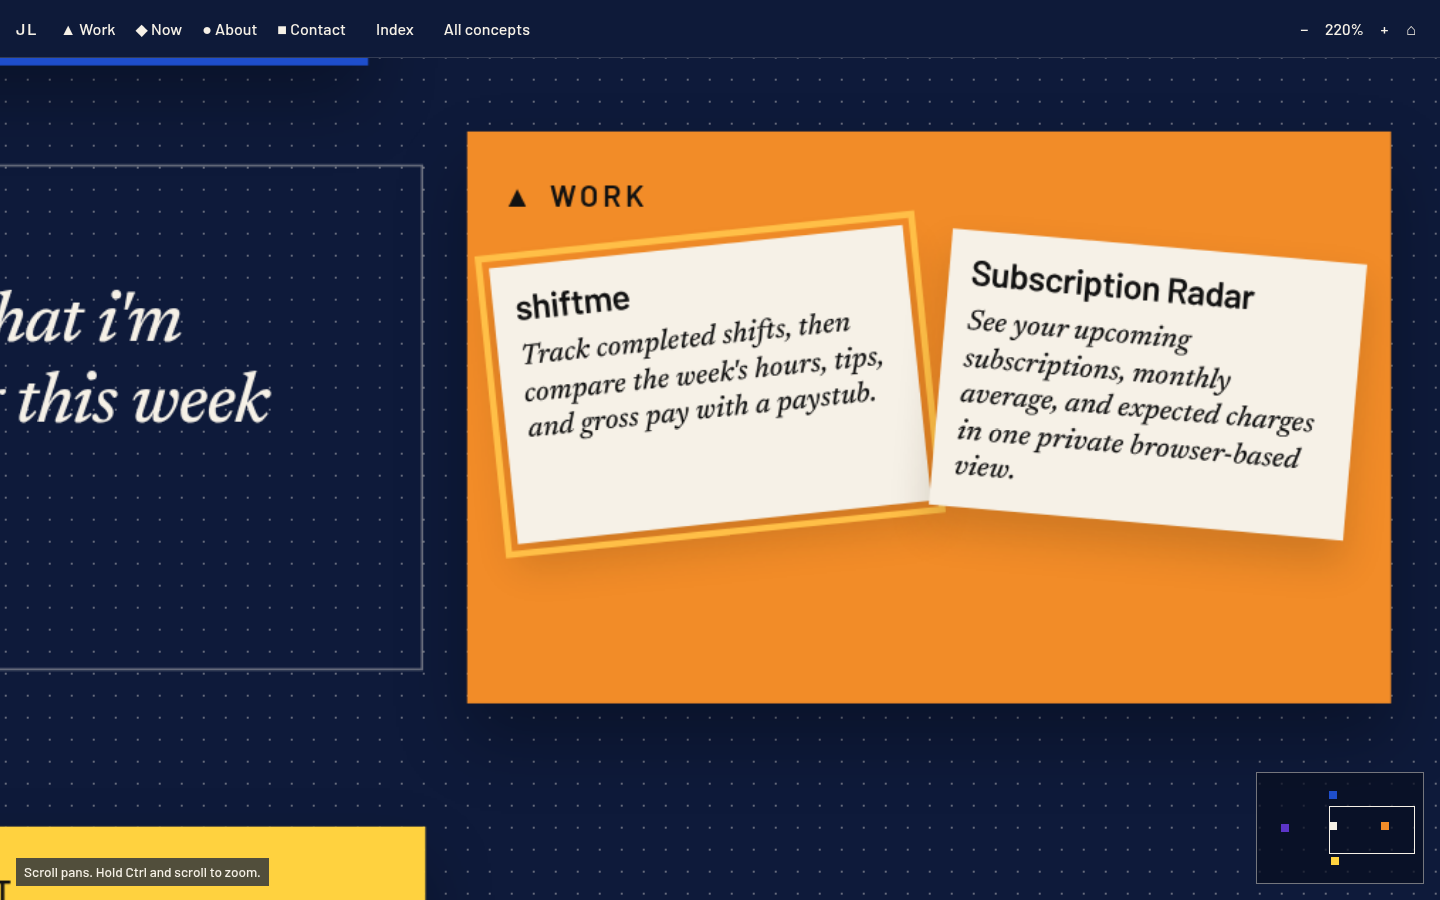 JL ▲ Work ◆ Now ● About ■ Contact Index All concepts − 220% + ⌂
hat i'm
this week
▲ WORK
shiftme
Track completed shifts, then
compare the week's hours, tips,
and gross pay with a paystub.
Subscription Radar
See your upcoming
subscriptions, monthly
average, and expected charges
in one private browser-based
view.
T
Scroll pans. Hold Ctrl and scroll to zoom.